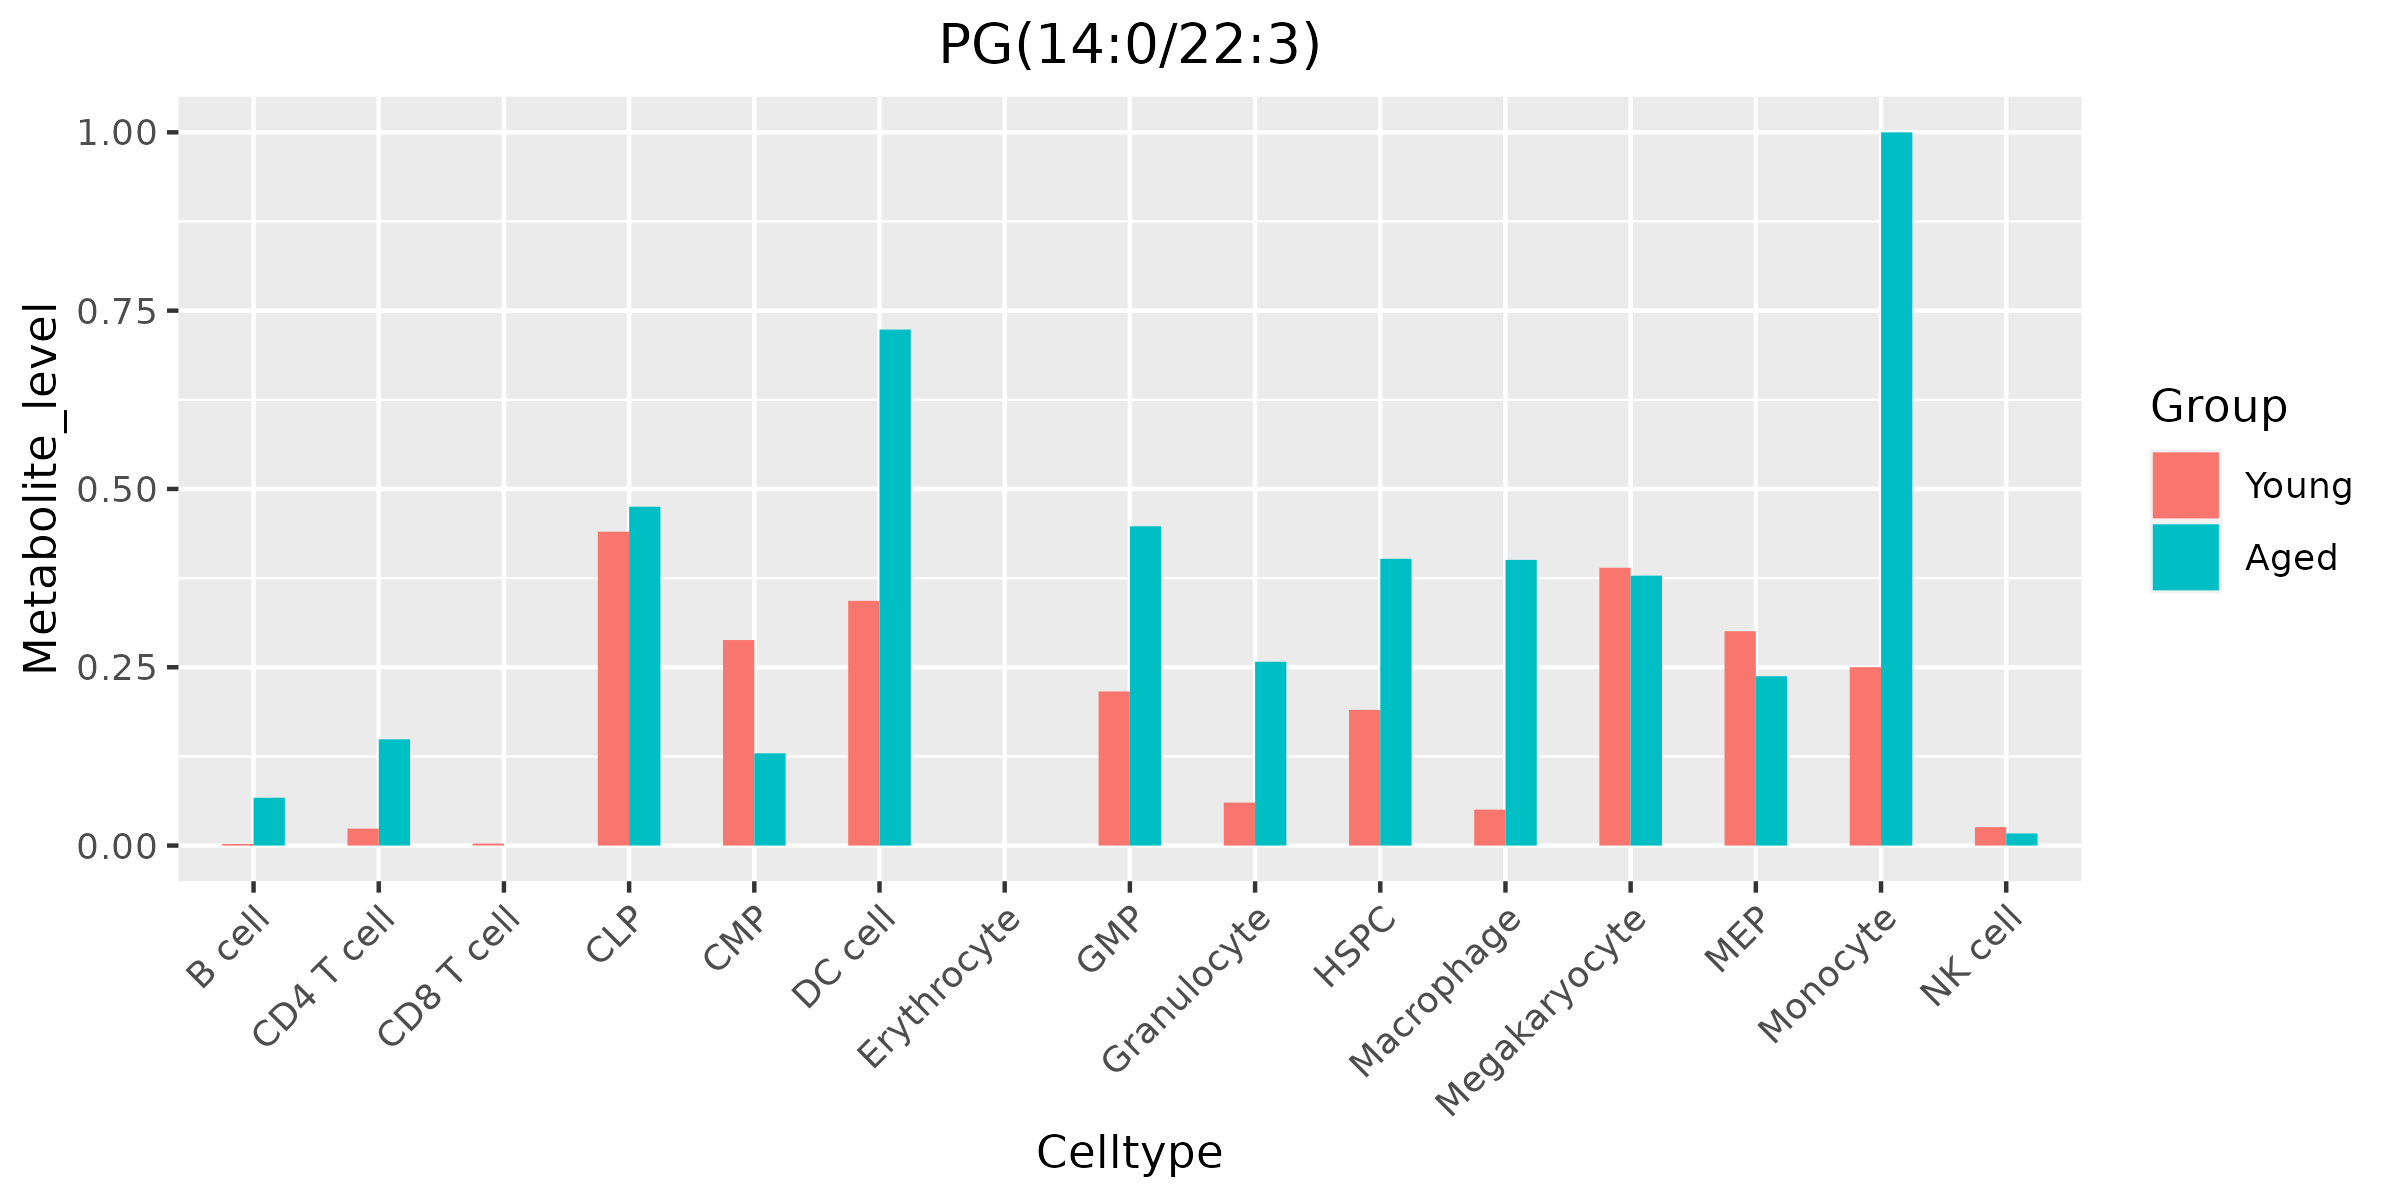 PG(14:0/22:3)
Metabolite_level
1.00
0.75
0.50
0.25
0.00
B cell
CD4 T cell
CD8 T cell
CLP
CMP
DC cell
Erythrocyte
GMP
Granulocyte
HSPC
Macrophage
Megakaryocyte
MEP
Monocyte
NK cell
Celltype
Group
Young
Aged